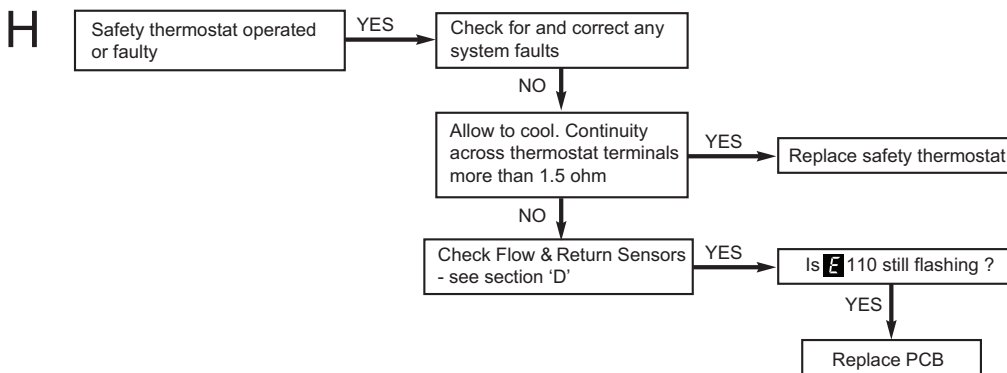 H
Safety thermostat operated
or faulty
YES
Check for and correct any
system faults
NO
Allow to cool. Continuity
across thermostat terminals
more than 1.5 ohm
YES
Replace safety thermostat
NO
Check Flow & Return Sensors
- see section ‘D’
YES
Is E 110 still flashing ?
YES
Replace PCB